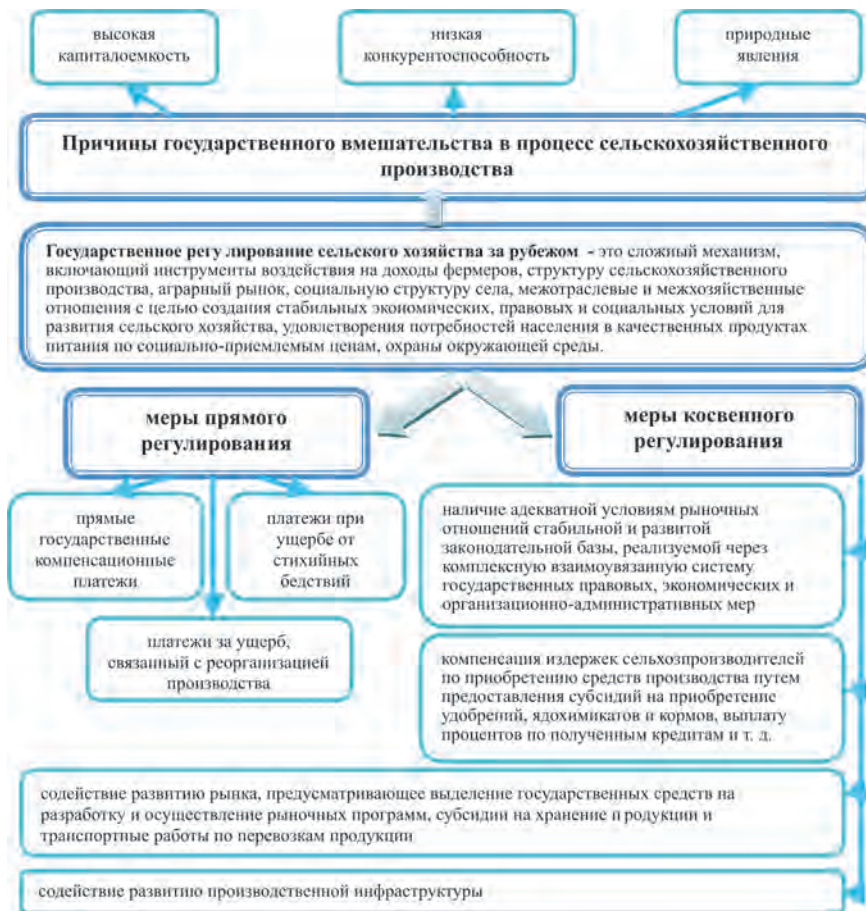 высокая
капиталоемкость
низкая
конкурентоспособность
природные
явления
Причины государственного вмешательства в процесс сельскохозяйственного
производства
Государственное регу лирование сельского хозяйства за рубежом - это сложный механизм,
включающий инструменты воздействия на доходы фермеров, структуру сельскохозяйственного
производства, аграрный рынок, социальную структуру села, межотраслевые и межхозяйственные
отношения с целью создания стабильных экономических, правовых и социальных условий для
развития сельского хозяйства, удовлетворения потребностей населения в качественных продуктах
питания по социально-приемлемым ценам, охраны окружающей среды.
меры прямого
регулирования
меры косвенного
регулирования
прямые
государственные
компенсационные
платежи
платежи при
ущербе от
стихийных
бедствий
платежи за ущерб,
связанный с реорганизацией
производства
наличие адекватной условиям рыночных
отношений стабильной и развитой
законодательной базы, реализуемой через
комплексную взаимоувязанную систему
государственных правовых, экономических и
организационно-административных мер
компенсация издержек сельхозпроизводителей
по приобретению средств производства путем
предоставления субсидий на приобретение
удобрений, ядохимикатов и кормов, выплату
процентов по полученным кредитам и т. д.
содействие развитию рынка, предусматривающее выделение государственных средств на
разработку и осуществление рыночных программ, субсидии на хранение п родукции и
транспортные работы по перевозкам продукции
содействие развитию производственной инфраструктуры